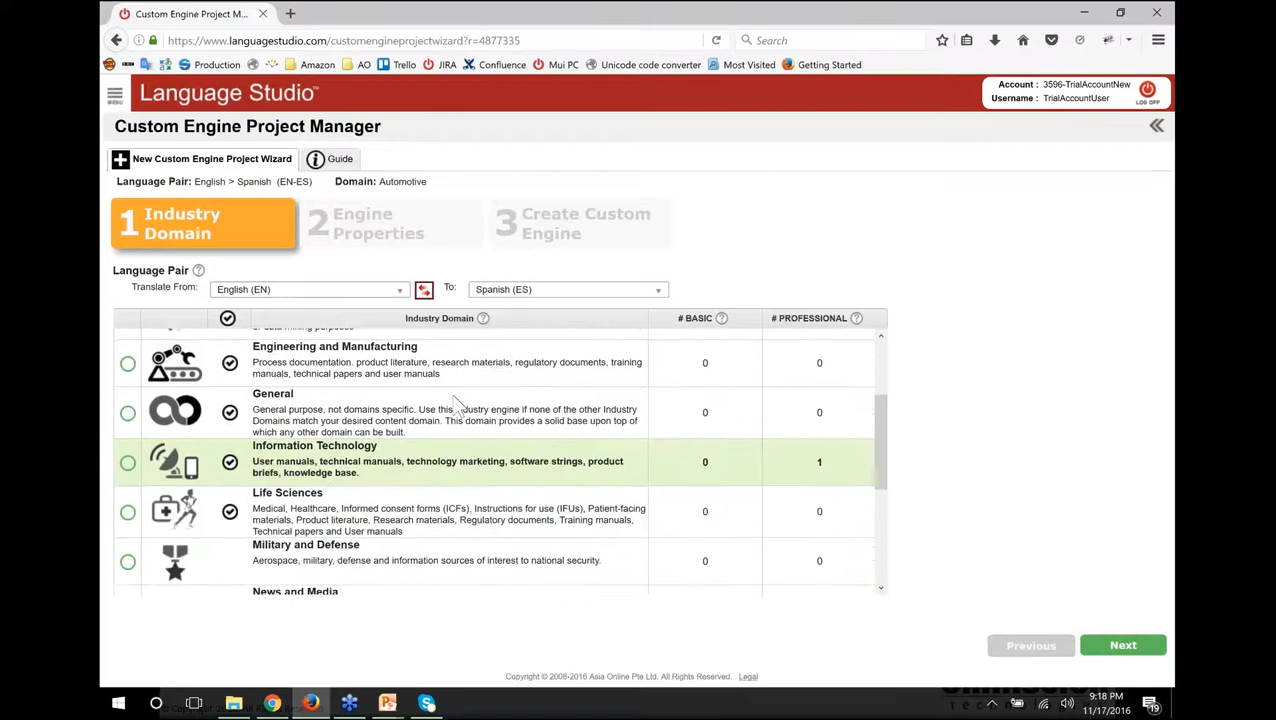 Custom Engine Project M...
https://www.languagestudio.com/customengineprojectwizard?r=4877335
Search
Production
Amazon
AO
Trello
JIRA
Confluence
Mui PC
Unicode code converter
Most Visited
Getting Started
MENU
Language Studio™
Account : 3596-TrialAccountNew
Username : TrialAccountUser
LOG OFF
Custom Engine Project Manager
New Custom Engine Project Wizard
Guide
Language Pair: English > Spanish (EN-ES) Domain: Automotive
1 Industry Domain
2 Engine Properties
3 Create Custom Engine
Language Pair
Translate From: English (EN) To: Spanish (ES)
Industry Domain # BASIC # PROFESSIONAL
Engineering and Manufacturing
Process documentation. product literature, research materials, regulatory documents, training
manuals, technical papers and user manuals
0 0
General
General purpose, not domains specific. Use this industry engine if none of the other Industry
Domains match your desired content domain. This domain provides a solid base upon top of
which any other domain can be built.
0 0
Information Technology
User manuals, technical manuals, technology marketing, software strings, product
briefs, knowledge base.
0 1
Life Sciences
Medical, Healthcare, Informed consent forms (ICFs), Instructions for use (IFUs), Patient-facing
materials, Product literature, Research materials, Regulatory documents, Training manuals,
Technical papers and User manuals
0 0
Military and Defense
Aerospace, military, defense and information sources of interest to national security.
0 0
News and Media
Previous
Next
Copyright © 2008-2016 Asia Online Pte Ltd. All Rights Reserved. Legal
9:18 PM
11/17/2016
19